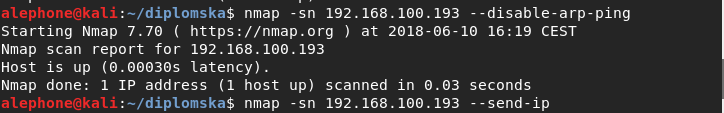 alephone@kali:~/diplomska$ nmap -sn 192.168.100.193 --disable-arp-ping
Starting Nmap 7.70 ( https://nmap.org ) at 2018-06-10 16:19 CEST
Nmap scan report for 192.168.100.193
Host is up (0.00030s latency).
Nmap done: 1 IP address (1 host up) scanned in 0.03 seconds
alephone@kali:~/diplomska$ nmap -sn 192.168.100.193 --send-ip